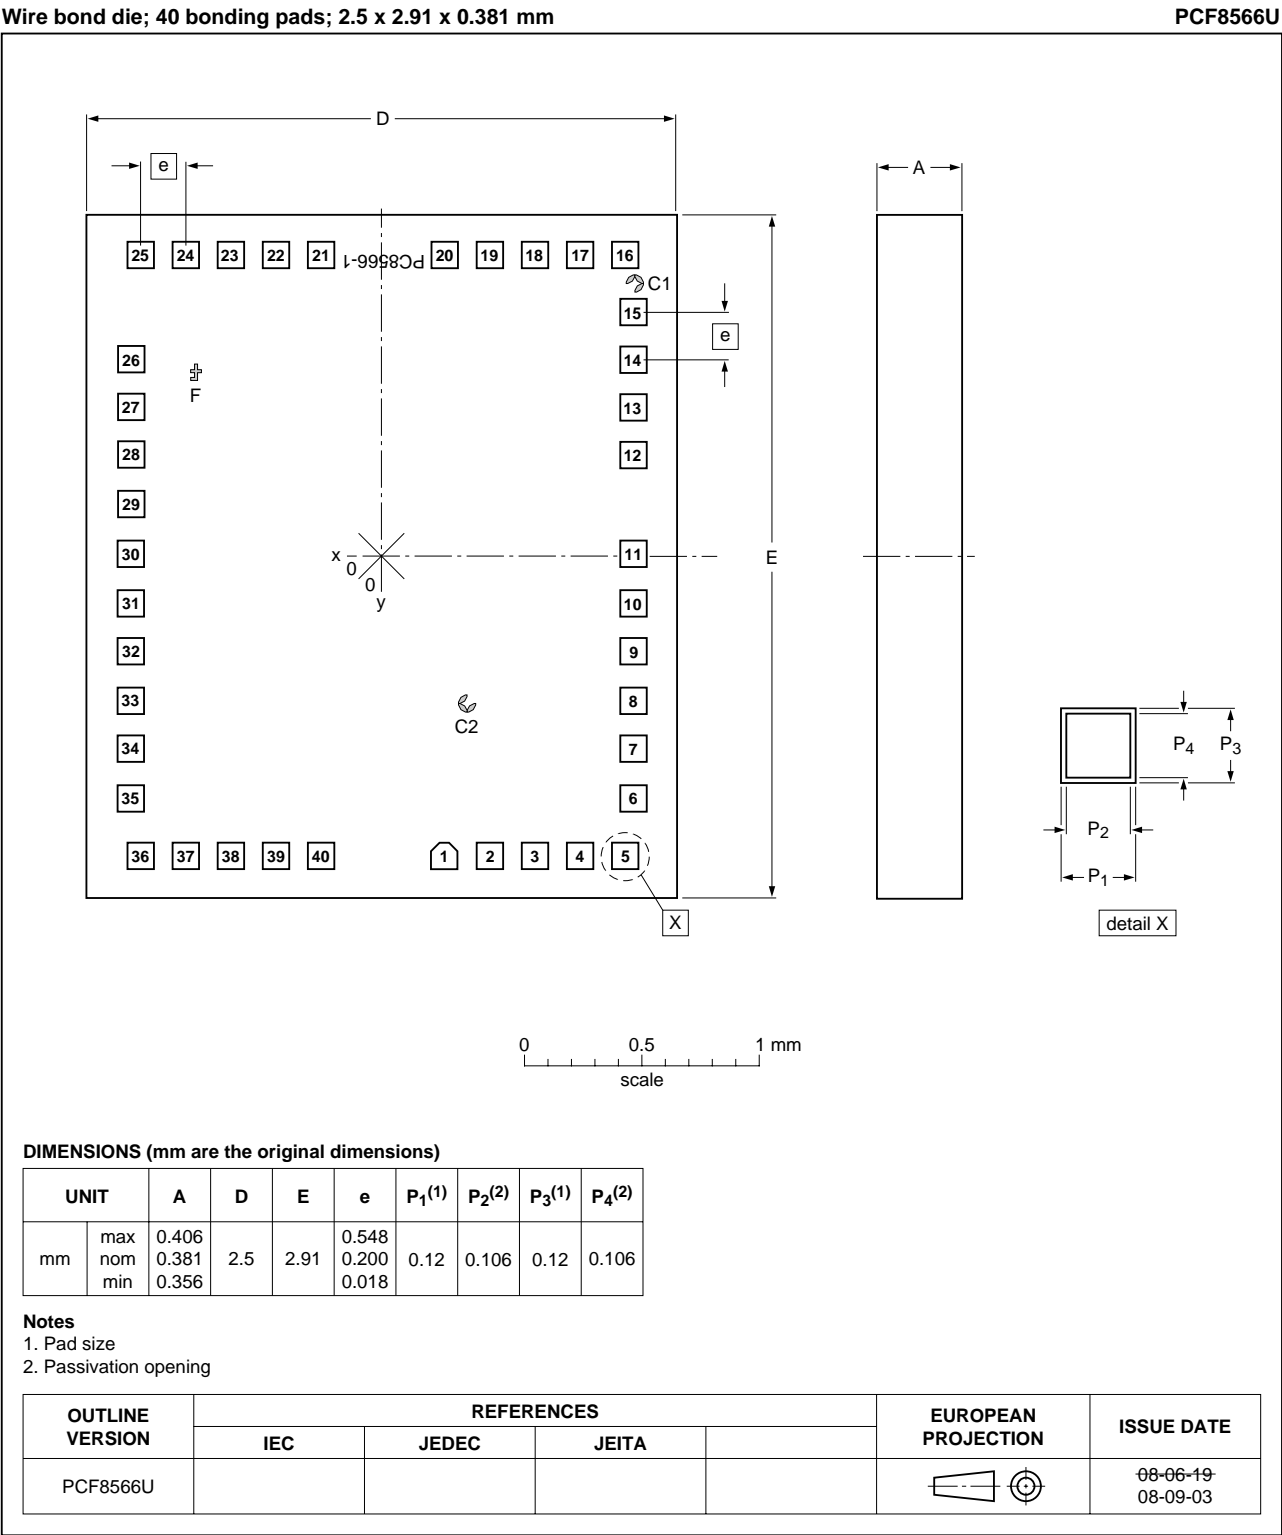 Wire bond die; 40 bonding pads; 2.5 x 2.91 x 0.381 mm
PCF8566U
D
e
A
25 24 23 22 21 PC8566-1 20 19 18 17 16
C1
15
e
26 14
F
27 13
28 12
29
x 0 0 y
30 11
E
31 10
32 9
33 8
C2
34 7
35 6
36 37 38 39 40 1 2 3 4 5
X
P4 P3
P2
P1
detail X
0 0.5 1 mm
scale
DIMENSIONS (mm are the original dimensions)
UNIT A D E e P1(1) P2(2) P3(1) P4(2)
mm max nom min 0.406 0.381 0.356 2.5 2.91 0.548 0.200 0.018 0.12 0.106 0.12 0.106
Notes
1. Pad size
2. Passivation opening
OUTLINE VERSION REFERENCES EUROPEAN PROJECTION ISSUE DATE
IEC JEDEC JEITA
PCF8566U 08-06-19
08-09-03